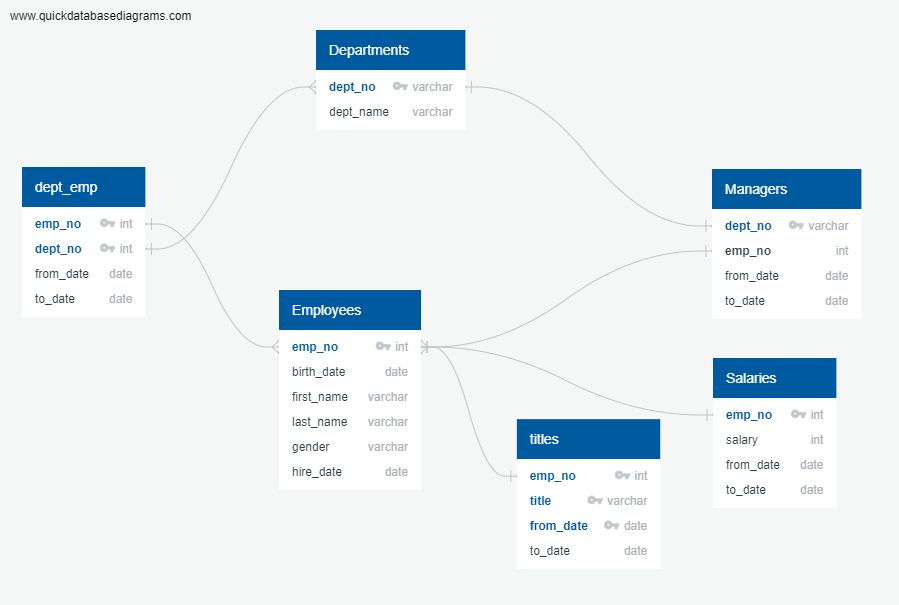 www.quickdatabasediagrams.com
Departments
dept_no varchar
dept_name varchar
dept_emp
emp_no int
dept_no int
from_date date
to_date date
Managers
dept_no varchar
emp_no int
from_date date
to_date date
Employees
emp_no int
birth_date date
first_name varchar
last_name varchar
gender varchar
hire_date date
Salaries
emp_no int
salary int
from_date date
to_date date
titles
emp_no int
title varchar
from_date date
to_date date